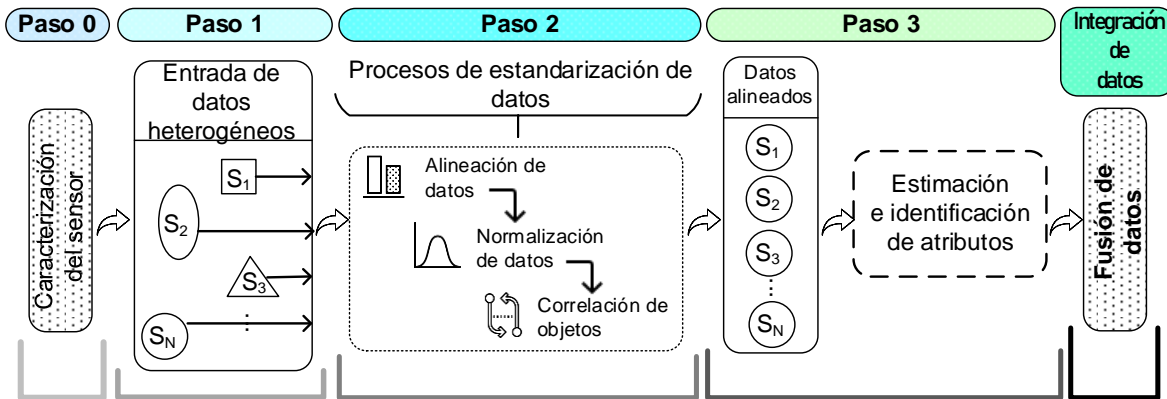 Paso 0
Paso 1
Paso 2
Paso 3
Integración
de
datos
Caracterización
del sensor
Entrada de
datos
heterogéneos
S1
S2
S3
⋮
SN
Procesos de estandarización de
datos
Alineación de
datos
Normalización
de datos
Correlación de
objetos
Datos
alineados
S1
S2
S3
⋮
SN
Estimación
e identificación
de atributos
Fusión de
datos